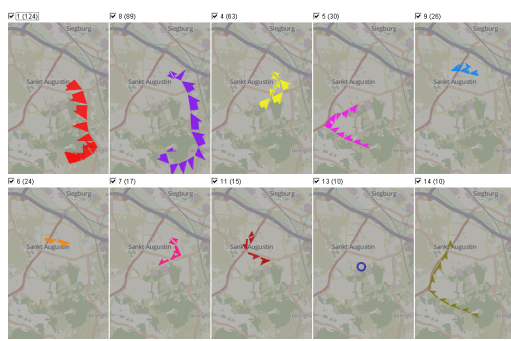 1 (124)
8 (89)
4 (63)
5 (30)
9 (26)
Siegburg
Siegburg
Siegburg
Siegburg
Siegburg
Sankt Augustin
Sankt Augustin
Sankt Augustin
Sankt Augustin
Sankt Augustin
6 (24)
7 (17)
11 (15)
13 (10)
14 (10)
Siegburg
Siegburg
Siegburg
Siegburg
Siegburg
Sankt Augustin
Sankt Augustin
Sankt Augustin
Sankt Augustin
Sankt Augustin